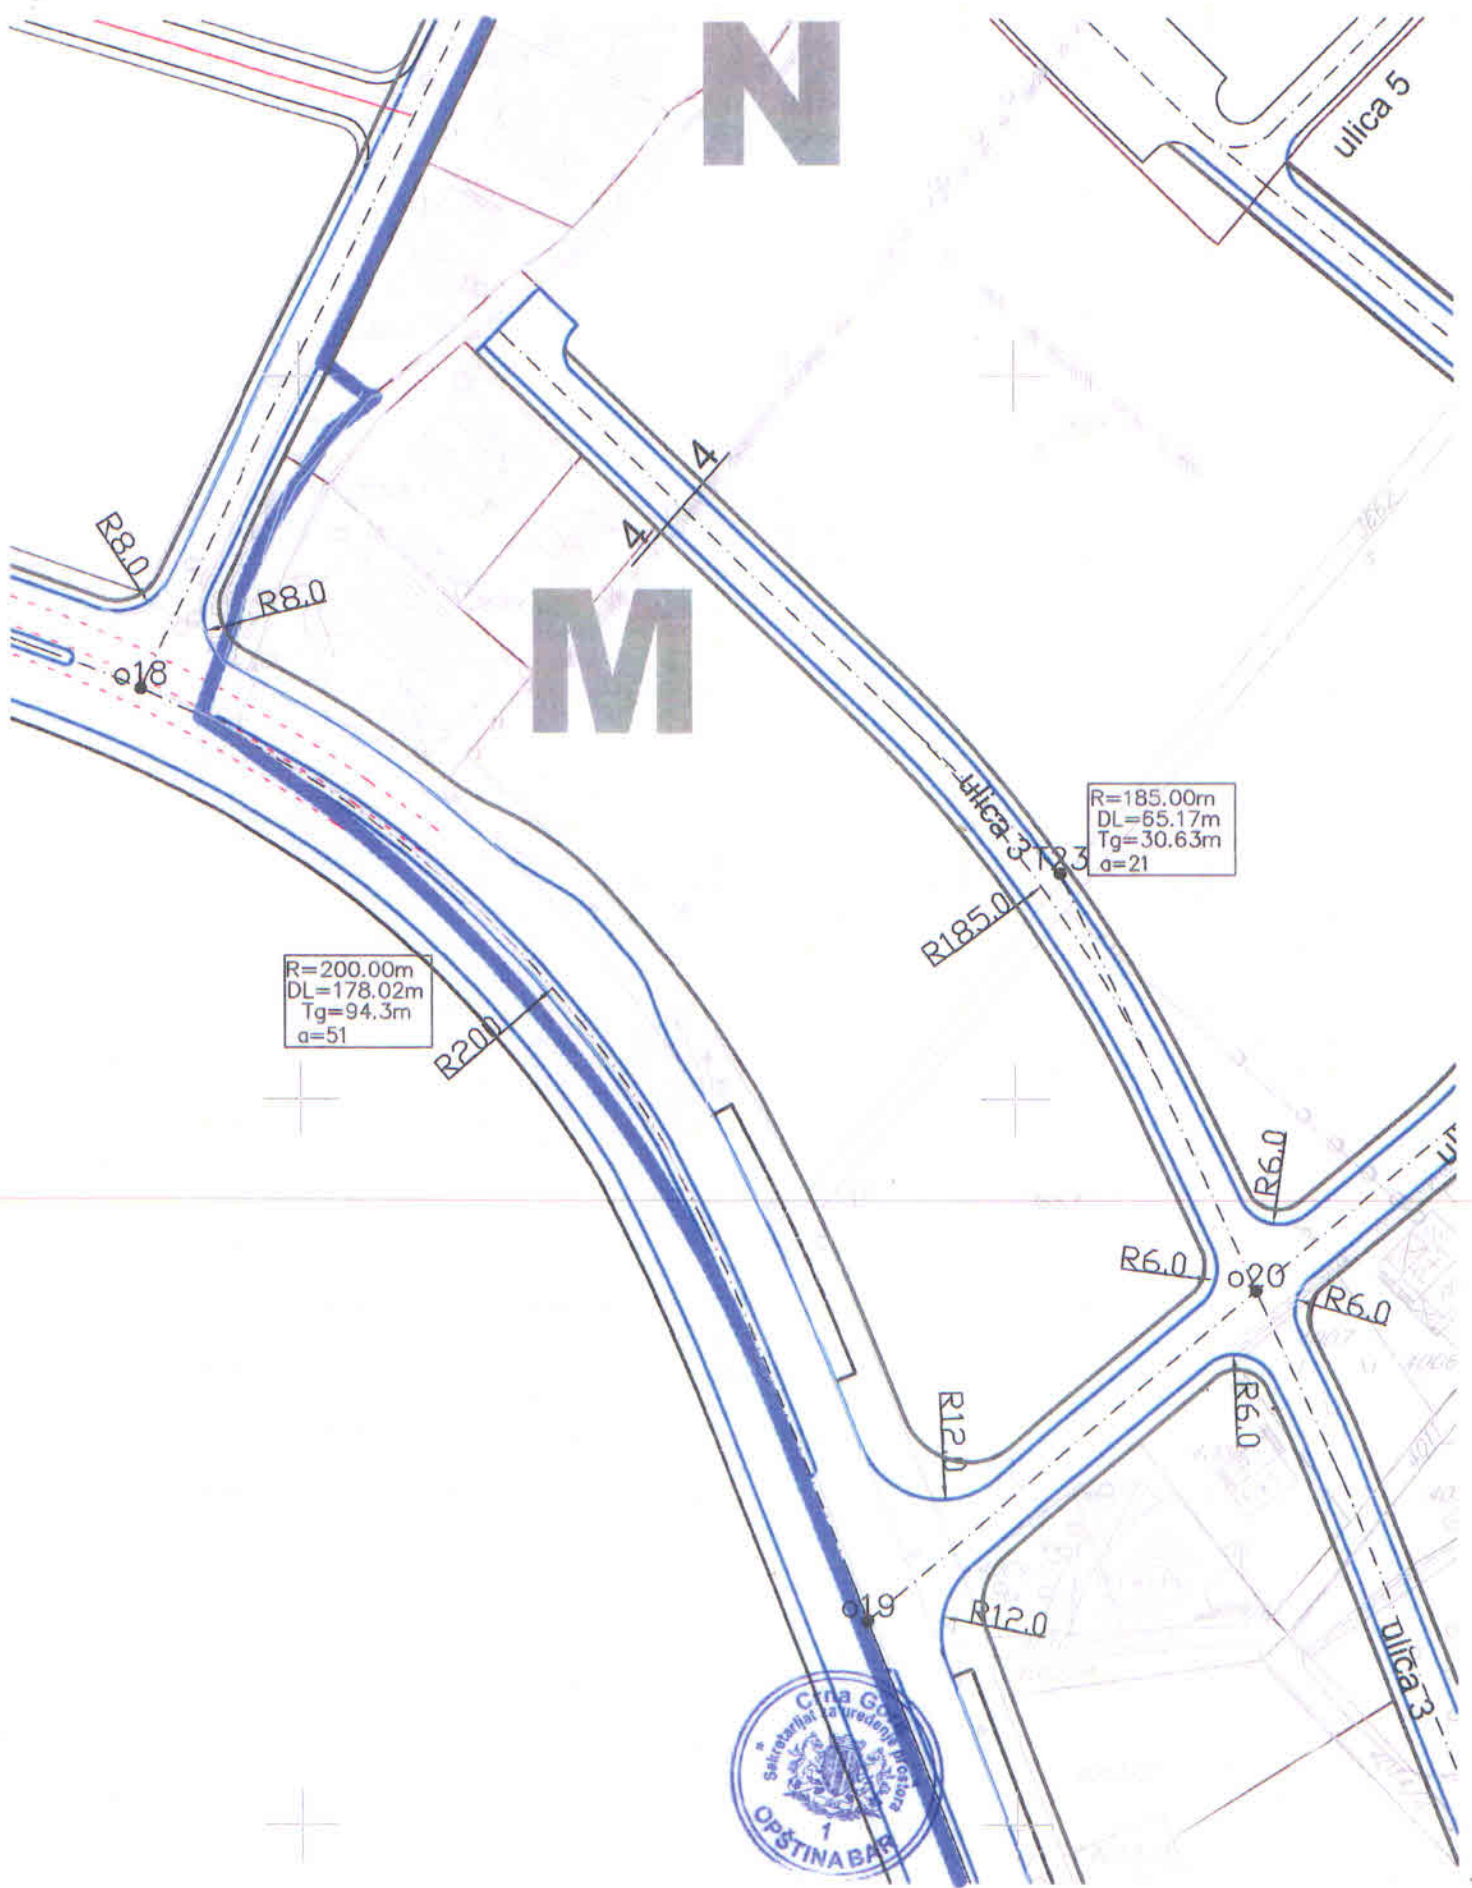 N
ulica 5
4
4
R8.0
R8.0
M
o18
ulica 3
T23
R=185.00m
DL=65.17m
Tg=30.63m
a=21
R185.0
R=200.00m
DL=178.02m
Tg=94.3m
a=51
R200
R6.0
R6.0
o20
R6.0
R6.0
R12.0
o19
R12.0
ulica 3
Crna Gora
Sekretarijat za uređenje prostora
1
OPŠTINA BAR